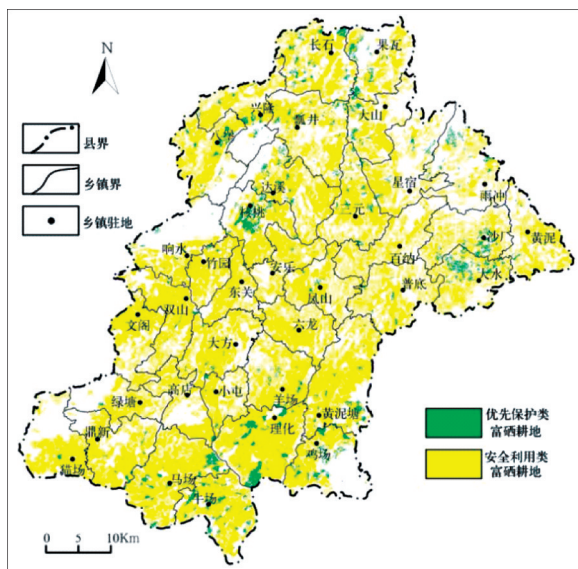 长石
果瓦
N
兴隆
瓢井
大山
八堡
县界
乡镇界
星宿
达溪
雨冲
核桃
三元
乡镇驻地
沙厂
黄泥
响水
百纳
竹园
安乐
大水
东关
凤山
普底
双山
文阁
六龙
大方
高店
小屯
羊场
绿塘
黄泥塘
理化
优先保护类
富硒耕地
鼎新
鸡场
安全利用类
富硒耕地
猫场
马场
牛场
0 5 10Km